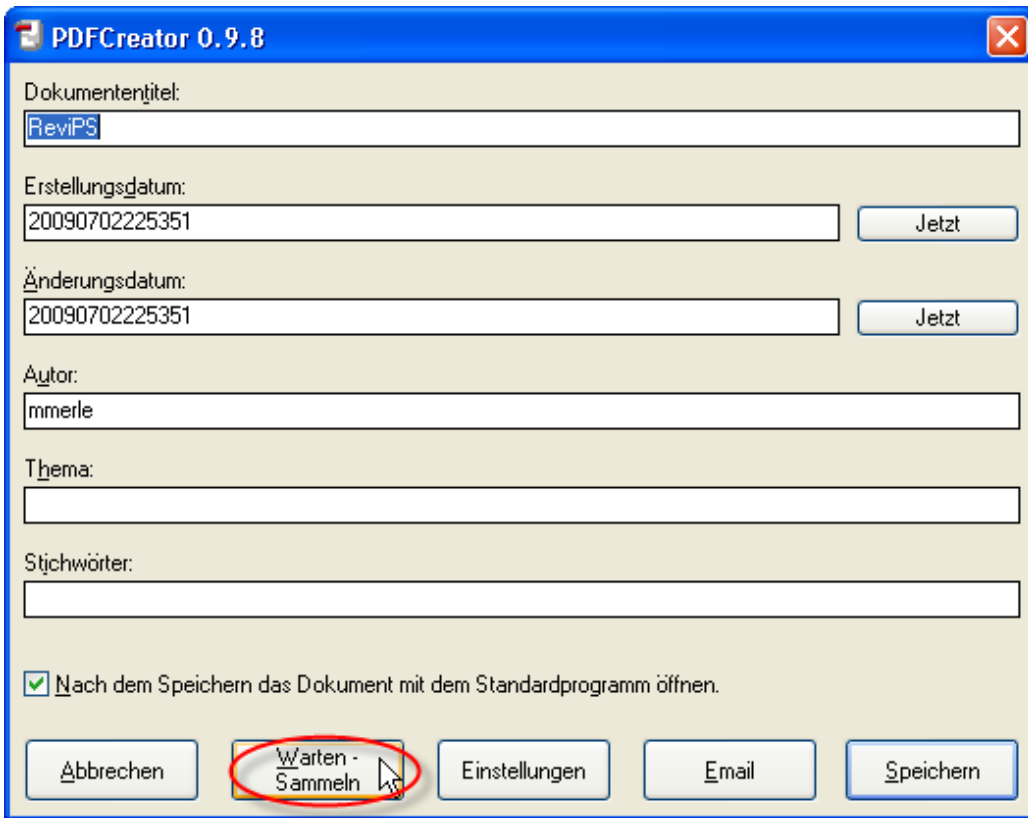 PDFCreator 0.9.8
Dokumententitel:
ReviPS
Erstellungsdatum:
20090702225351
Jetzt
Änderungsdatum:
20090702225351
Jetzt
Autor:
mmerle
Thema:
Stichwörter:
Nach dem Speichern das Dokument mit dem Standardprogramm öffnen.
Abbrechen
Warten -
Sammeln
Einstellungen
Email
Speichern